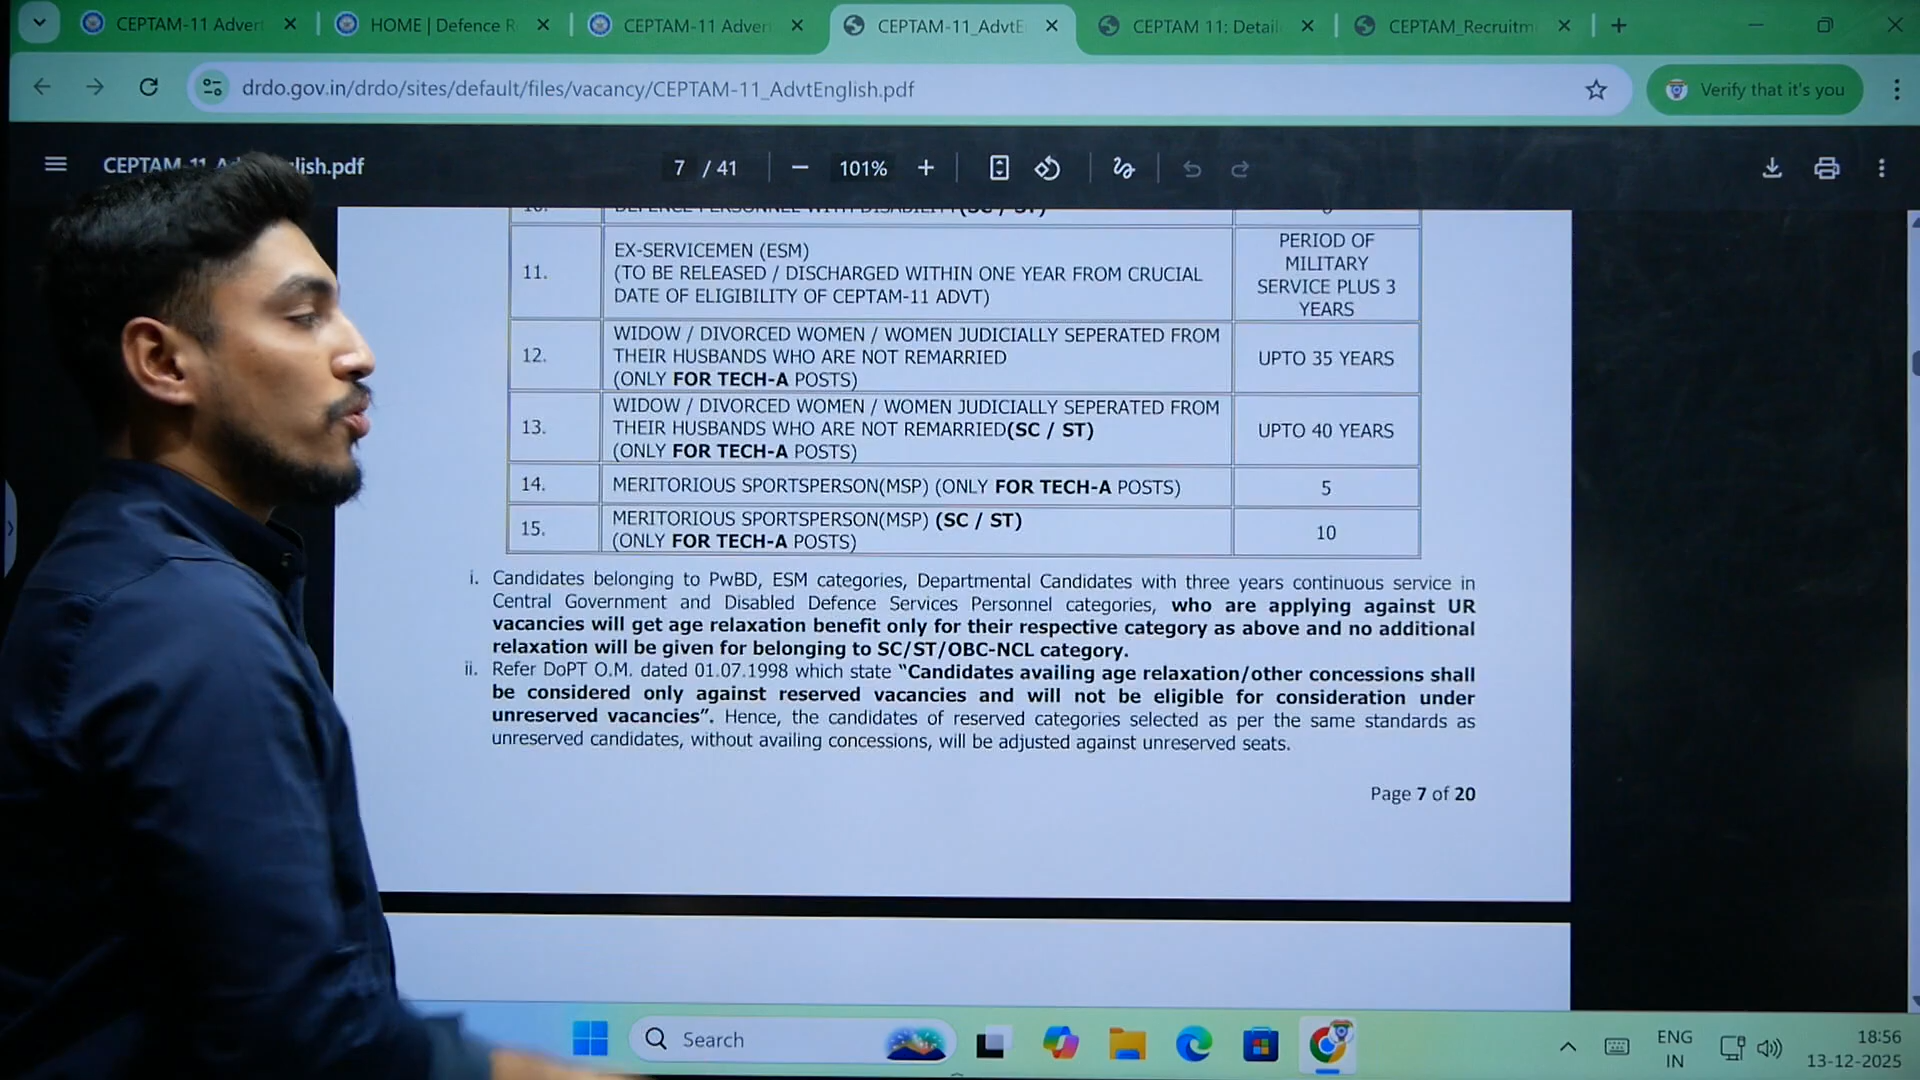 CEPTAM-11 Advert
HOME | Defence R
CEPTAM-11 Adver
CEPTAM-11_AdvtE
CEPTAM 11: Detail
CEPTAM_Recruitm
drdo.gov.in/drdo/sites/default/files/vacancy/CEPTAM-11_AdvtEnglish.pdf
Verify that it's you
7 / 41
101%
(SC / ST)
11.
EX-SERVICEMEN (ESM)
(TO BE RELEASED / DISCHARGED WITHIN ONE YEAR FROM CRUCIAL
DATE OF ELIGIBILITY OF CEPTAM-11 ADVT)
PERIOD OF
MILITARY
SERVICE PLUS 3
YEARS
12.
WIDOW / DIVORCED WOMEN / WOMEN JUDICIALLY SEPERATED FROM
THEIR HUSBANDS WHO ARE NOT REMARRIED
(ONLY FOR TECH-A POSTS)
UPTO 35 YEARS
13.
WIDOW / DIVORCED WOMEN / WOMEN JUDICIALLY SEPERATED FROM
THEIR HUSBANDS WHO ARE NOT REMARRIED(SC / ST)
(ONLY FOR TECH-A POSTS)
UPTO 40 YEARS
14.
MERITORIOUS SPORTSPERSON(MSP) (ONLY FOR TECH-A POSTS)
5
15.
MERITORIOUS SPORTSPERSON(MSP) (SC / ST)
(ONLY FOR TECH-A POSTS)
10
i. Candidates belonging to PwBD, ESM categories, Departmental Candidates with three years continuous service in
Central Government and Disabled Defence Services Personnel categories, who are applying against UR
vacancies will get age relaxation benefit only for their respective category as above and no additional
relaxation will be given for belonging to SC/ST/OBC-NCL category.
ii. Refer DoPT O.M. dated 01.07.1998 which state “Candidates availing age relaxation/other concessions shall
be considered only against reserved vacancies and will not be eligible for consideration under
unreserved vacancies”. Hence, the candidates of reserved categories selected as per the same standards as
unreserved candidates, without availing concessions, will be adjusted against unreserved seats.
Page 7 of 20
Search
ENG
IN
18:56
13-12-2025